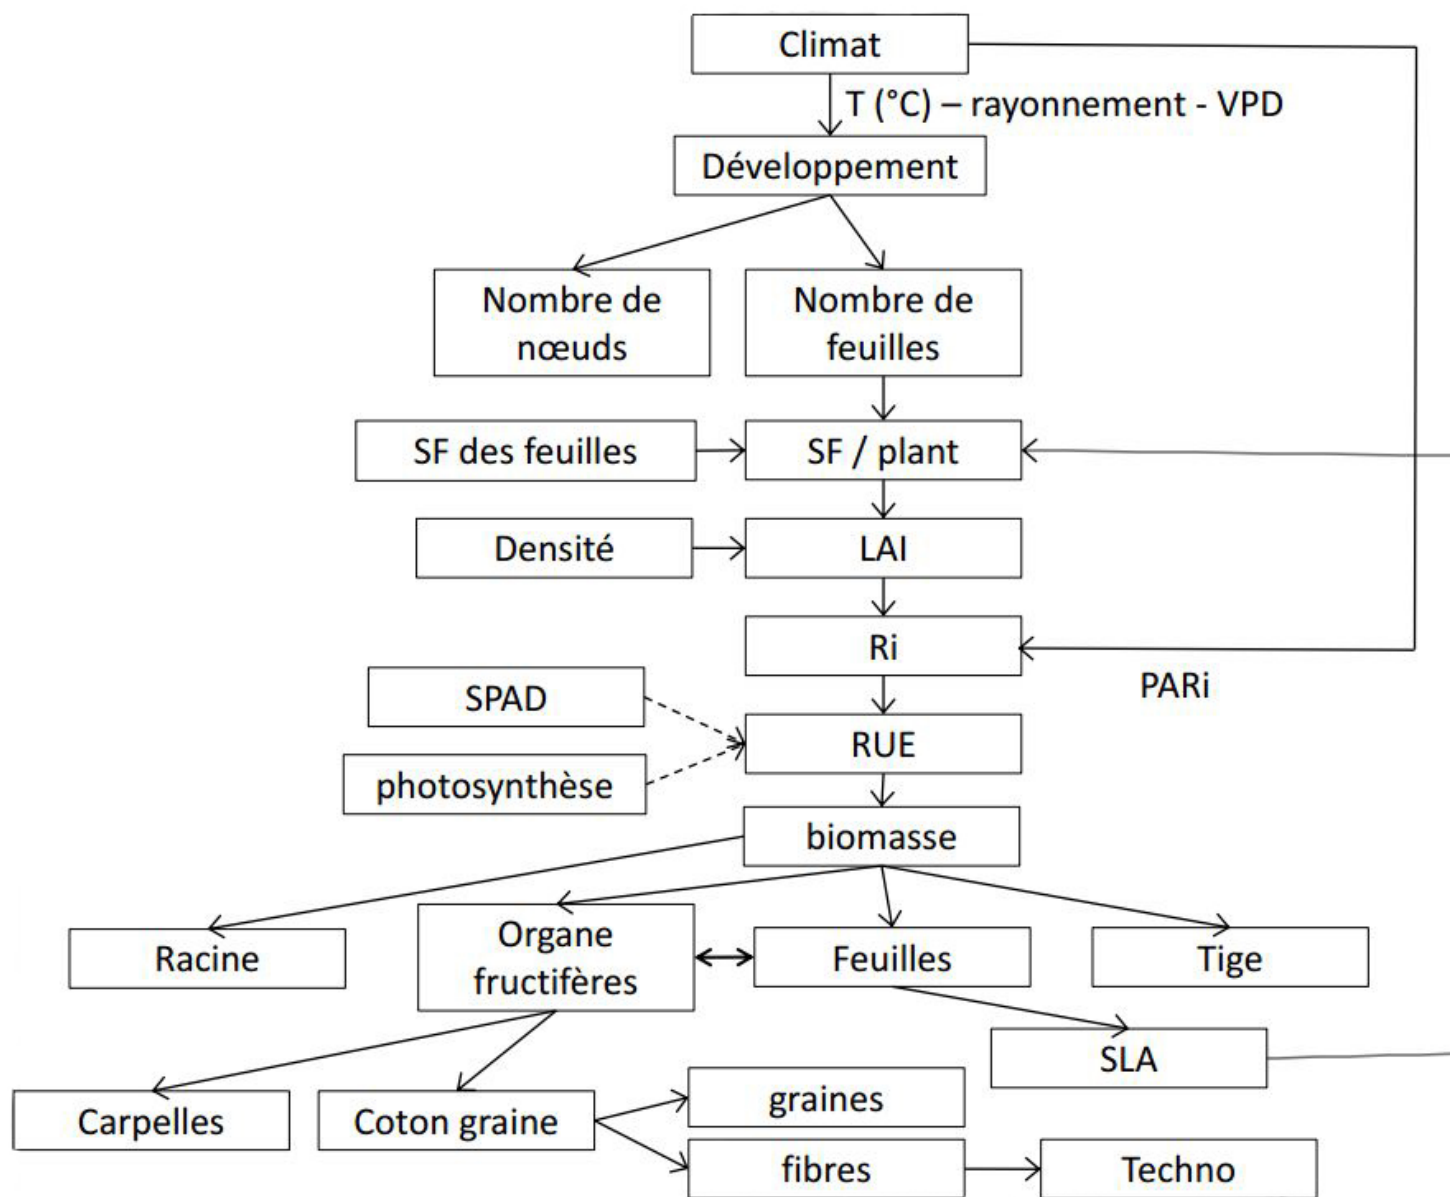 Climat
T (°C) – rayonnement - VPD
Développement
Nombre de
nœuds
Nombre de
feuilles
SF des feuilles
SF / plant
Densité
LAI
Ri
PARi
SPAD
RUE
photosynthèse
biomasse
Racine
Organe
fructifères
Feuilles
Tige
SLA
Carpelles
Coton graine
graines
fibres
Techno